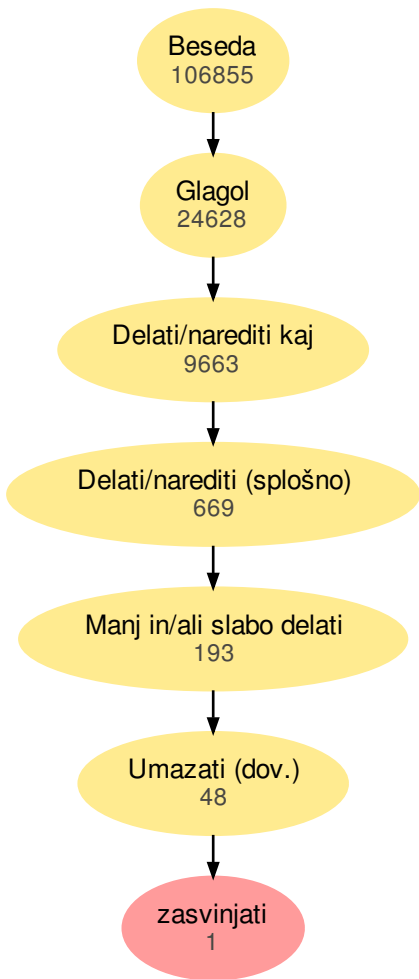 Beseda
106855
Glagol
24628
Delati/narediti kaj
9663
Delati/narediti (splošno)
669
Manj in/ali slabo delati
193
Umazati (dov.)
48
zasvinjati
1